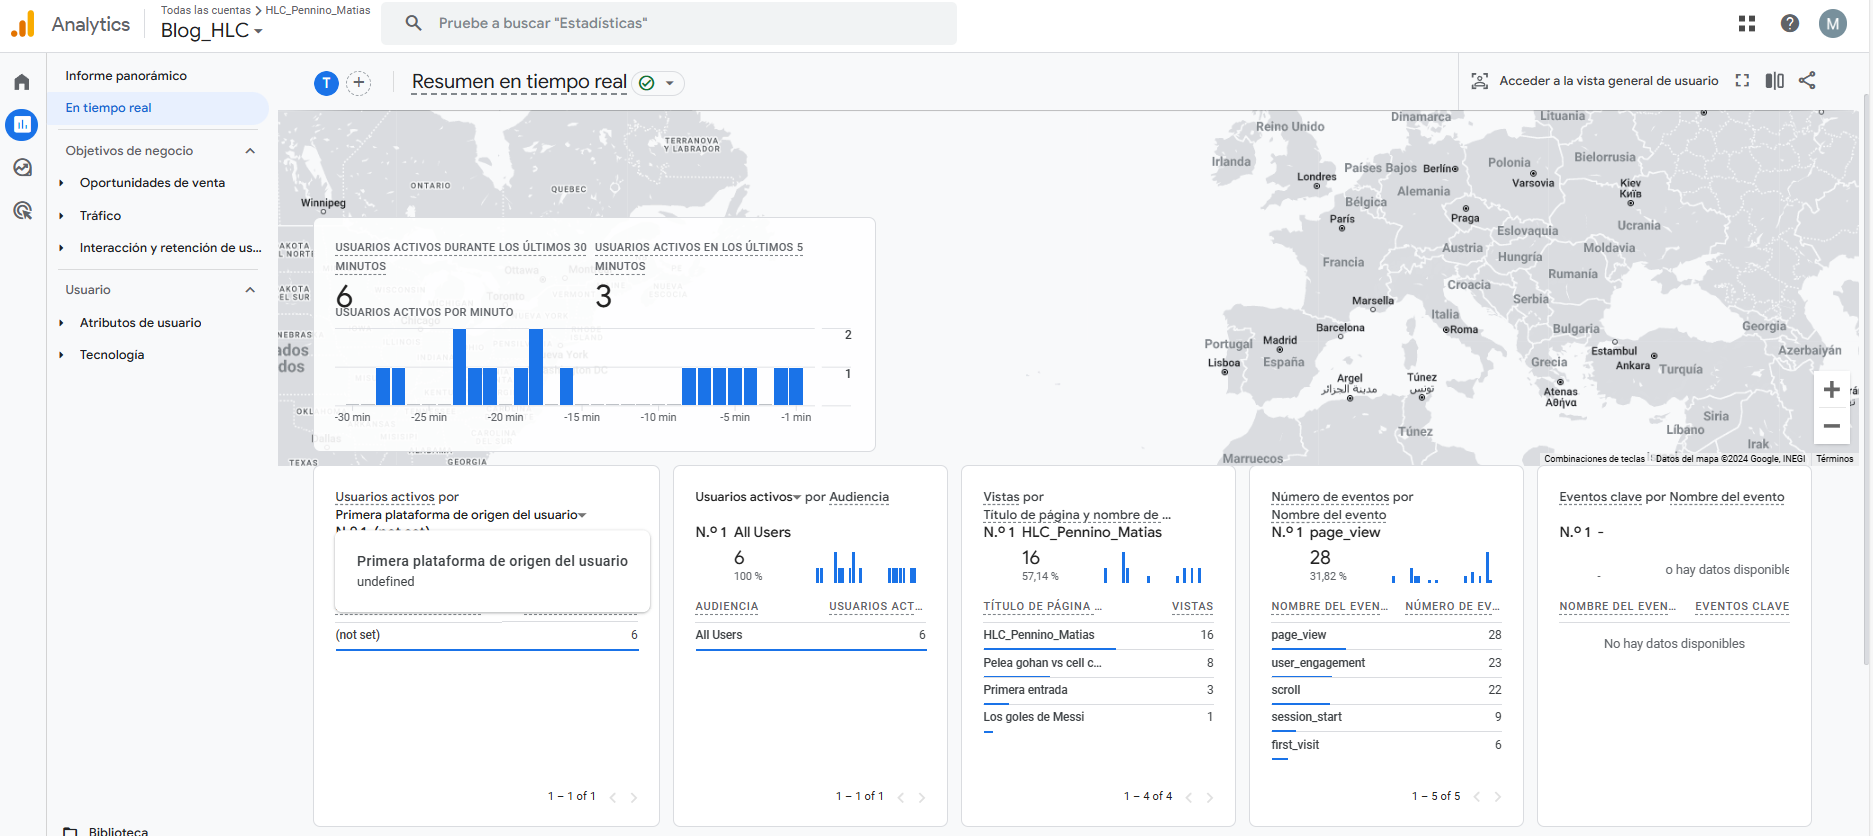 Analytics
Todas las cuentas > HLC_Pennino_Matias
Blog_HLC
Pruebe a buscar "Estadísticas"
M
Informe panorámico
En tiempo real
Objetivos de negocio
Oportunidades de venta
Tráfico
Interacción y retención de us...
Usuario
Atributos de usuario
Tecnología
Biblioteca
T
Resumen en tiempo real
Acceder a la vista general de usuario
TERRANOVA
Y LABRADOR
ONTARIO
QUEBEC
Winnipeg
Reino Unido
Dinamarca
Lituania
Irlanda
Londres
Países Bajos
Berlín
Polonia
Varsovia
Bielorrusia
Alemania
Bélgica
Kiev
Київ
París
Praga
Ucrania
Eslovaquia
Austria
Hungría
Moldavia
Francia
Rumanía
Croacia
Marsella
Serbia
Italia
Barcelona
Roma
Bulgaria
Georgia
Portugal
Madrid
España
Estambul
Ankara
Turquía
Azerbaiyán
Lisboa
Grecia
Argel
مدينة الجزائر
Túnez
تونس
Atenas
Αθήνα
Siria
Líbano
Irak
Túnez
Marruecos
TEXAS
GEORGIA
Combinaciones de teclas
Datos del mapa ©2024 Google, INEGI
Términos
USUARIOS ACTIVOS DURANTE LOS ÚLTIMOS 30
MINUTOS
6
USUARIOS ACTIVOS EN LOS ÚLTIMOS 5
MINUTOS
3
USUARIOS ACTIVOS POR MINUTO
2
1
-30 min -25 min -20 min -15 min -10 min -5 min -1 min
Usuarios activos por
Primera plataforma de origen del usuario
N.º 1 (not set)
Primera plataforma de origen del usuario
undefined
(not set) 6
1 – 1 of 1
Usuarios activos por Audiencia
N.º 1 All Users
6
100 %
AUDIENCIA USUARIOS ACT...
All Users 6
1 – 1 of 1
Vistas por
Título de página y nombre de ...
N.º 1 HLC_Pennino_Matias
16
57,14 %
TÍTULO DE PÁGINA ... VISTAS
HLC_Pennino_Matias 16
Pelea gohan vs cell c... 8
Primera entrada 3
Los goles de Messi 1
1 – 4 of 4
Número de eventos por
Nombre del evento
N.º 1 page_view
28
31,82 %
NOMBRE DEL EVEN... NÚMERO DE EV...
page_view 28
user_engagement 23
scroll 22
session_start 9
first_visit 6
1 – 5 of 5
Eventos clave por Nombre del evento
N.º 1 -
-
o hay datos disponible
NOMBRE DEL EVEN... EVENTOS CLAVE
No hay datos disponibles